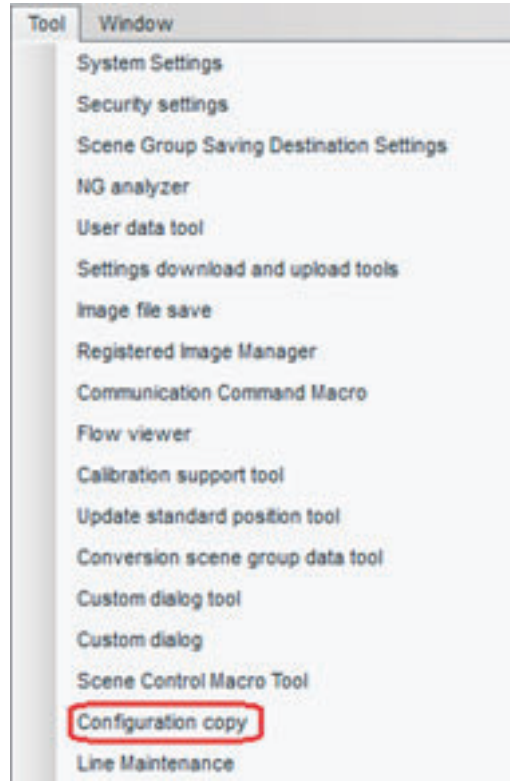 Tool Window
System Settings
Security settings
Scene Group Saving Destination Settings
NG analyzer
User data tool
Settings download and upload tools
Image file save
Registered Image Manager
Communication Command Macro
Flow viewer
Calibration support tool
Update standard position tool
Conversion scene group data tool
Custom dialog tool
Custom dialog
Scene Control Macro Tool
Configuration copy
Line Maintenance